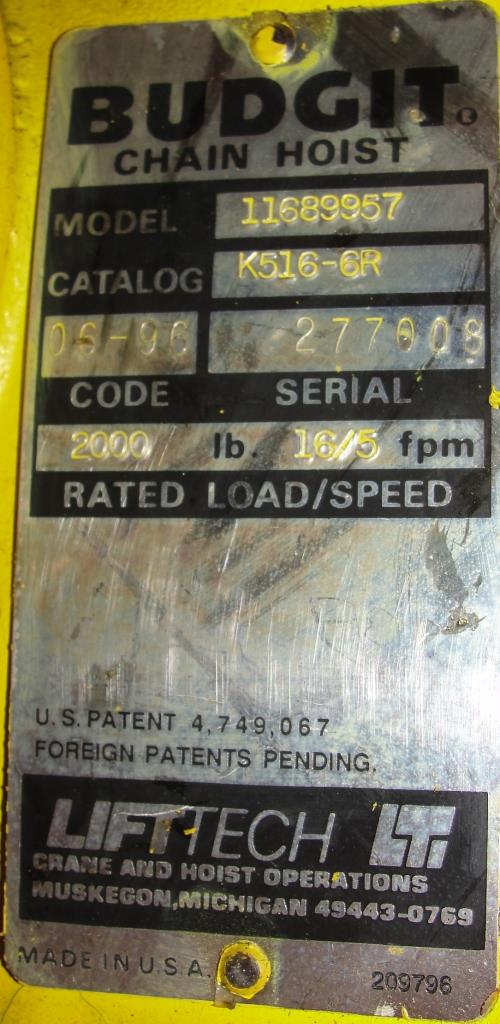 BUDGIT®
CHAIN HOIST
MODEL 11689957
CATALOG K516-6R
06-96 277008
CODE SERIAL
2000 lb. 16/5 fpm
RATED LOAD/SPEED
U.S. PATENT 4,749,067
FOREIGN PATENTS PENDING.
LIFTTECH LTI
CRANE AND HOIST OPERATIONS
MUSKEGON, MICHIGAN 49443-0769
MADE IN U.S.A. 209796